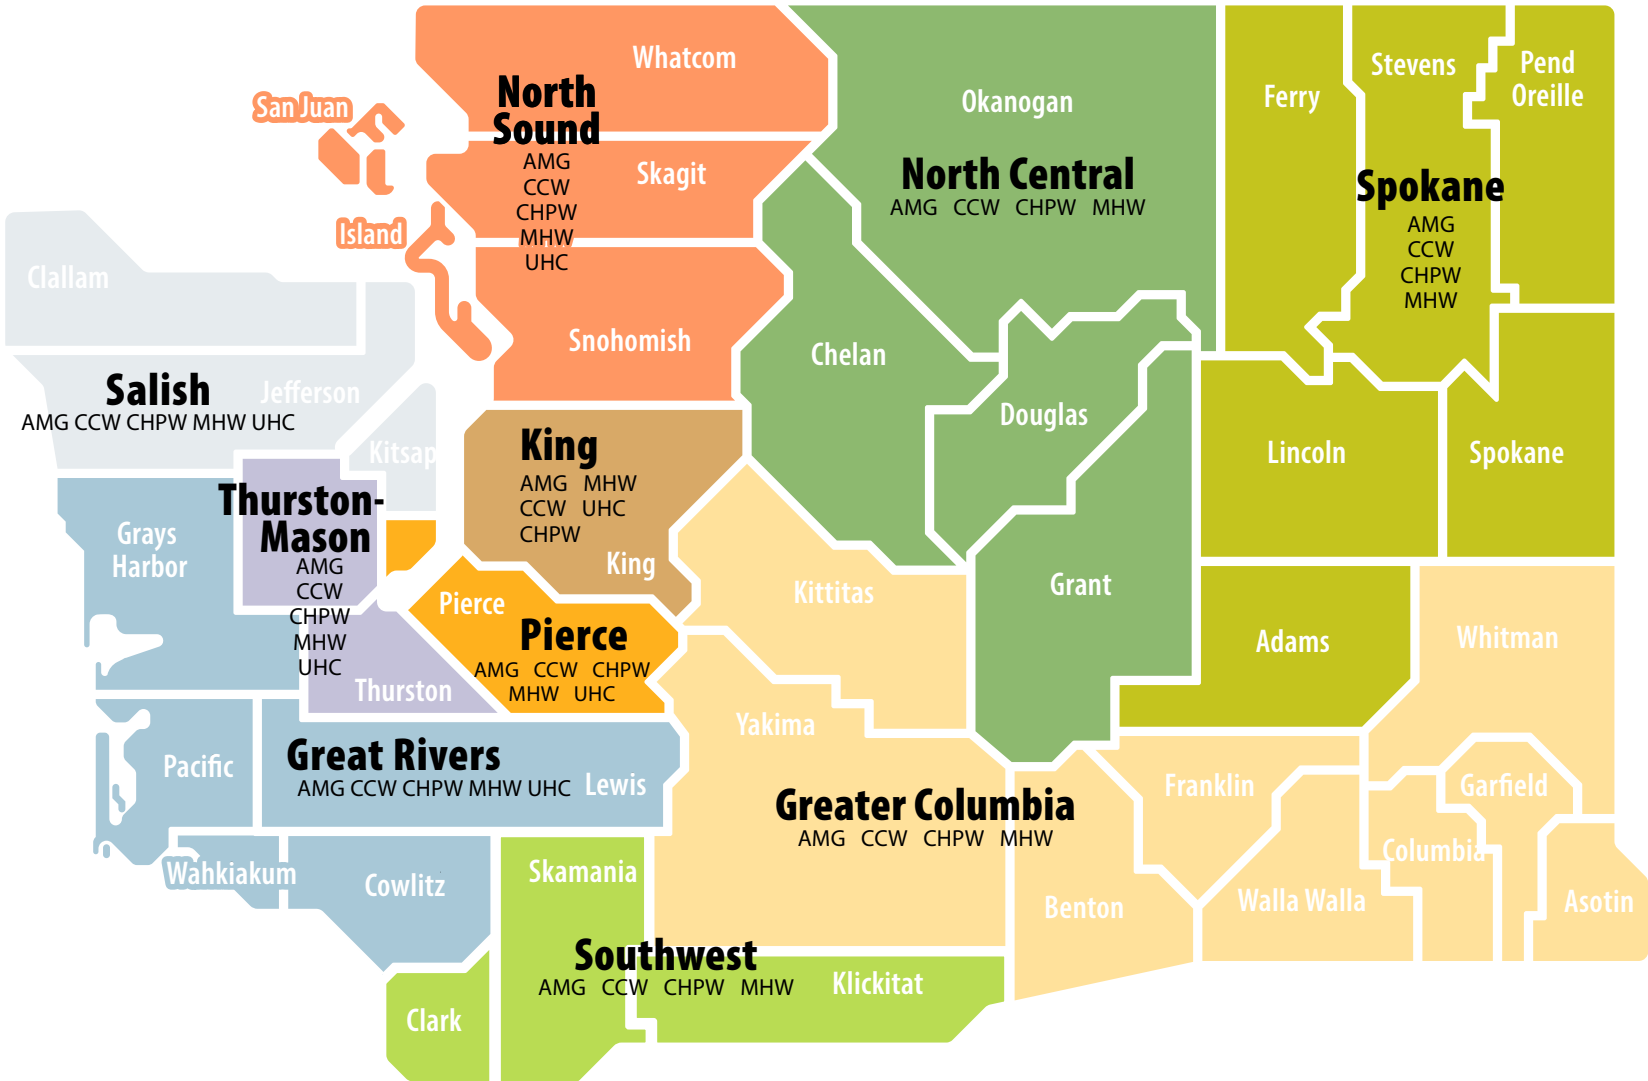 Whatcom
North
Sound
AMG
CCW
CHPW
MHW
UHC
San Juan
Skagit
Island
Snohomish
Okanogan
North Central
AMG CCW CHPW MHW
Chelan
Douglas
Grant
Ferry
Stevens
Pend
Oreille
Spokane
AMG
CCW
CHPW
MHW
Lincoln
Spokane
Adams
Clallam
Salish
Jefferson
AMG CCW CHPW MHW UHC
Kitsap
King
AMG MHW
CCW UHC
CHPW
King
Thurston-
Mason
AMG
CCW
CHPW
MHW
UHC
Thurston
Grays
Harbor
Pierce
Pierce
AMG CCW CHPW
MHW UHC
Kittitas
Yakima
Whitman
Greater Columbia
AMG CCW CHPW MHW
Franklin
Garfield
Columbia
Benton
Walla Walla
Asotin
Pacific
Great Rivers
AMG CCW CHPW MHW UHC
Lewis
Wahkiakum
Cowlitz
Skamania
Southwest
AMG CCW CHPW MHW
Klickitat
Clark